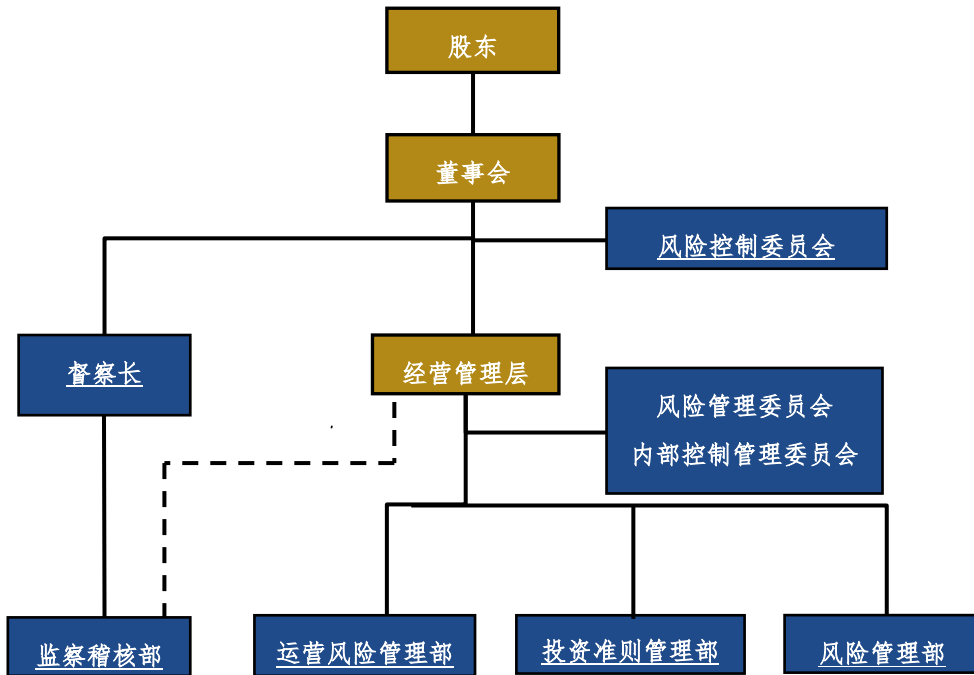 股东
董事会
风险控制委员会
督察长
经营管理层
风险管理委员会
内部控制管理委员会
监察稽核部
运营风险管理部
投资准则管理部
风险管理部